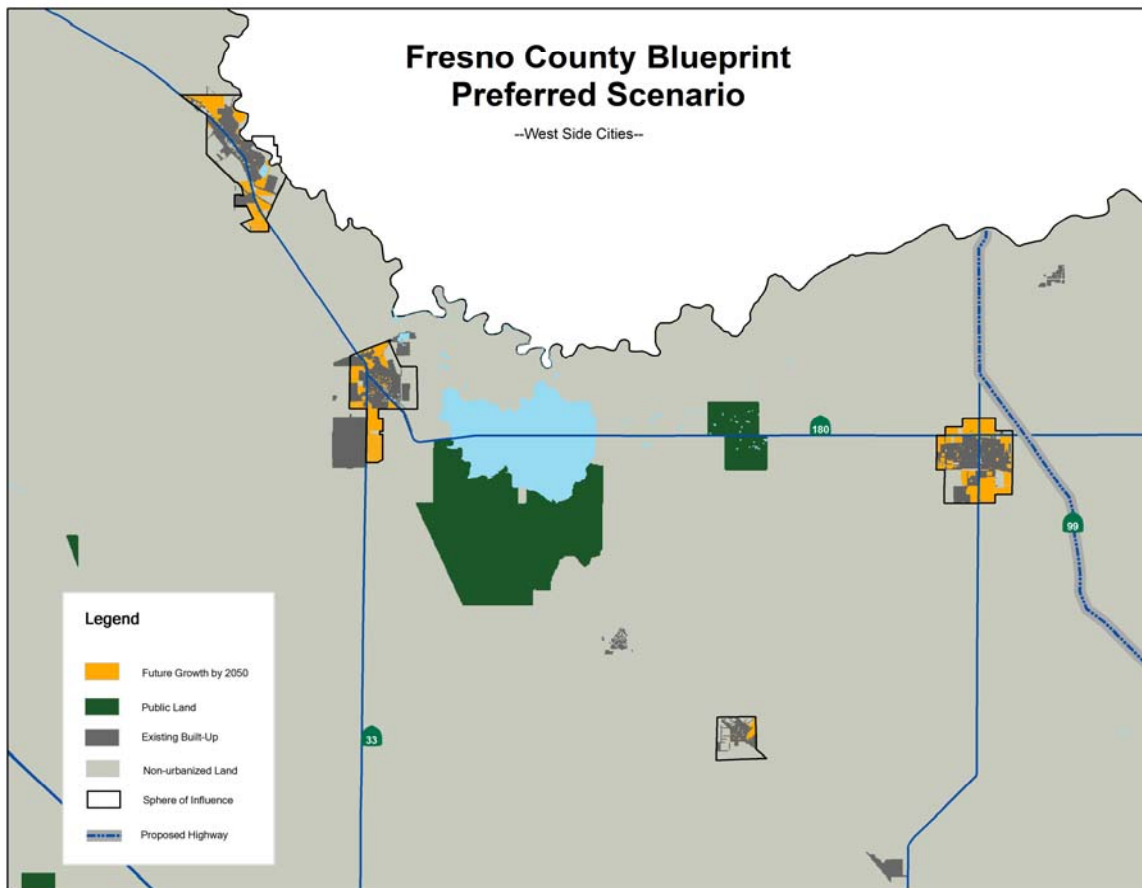 Fresno County Blueprint
Preferred Scenario
--West Side Cities--
180
99
33
Legend
Future Growth by 2050
Public Land
Existing Built-Up
Non-urbanized Land
Sphere of Influence
Proposed Highway